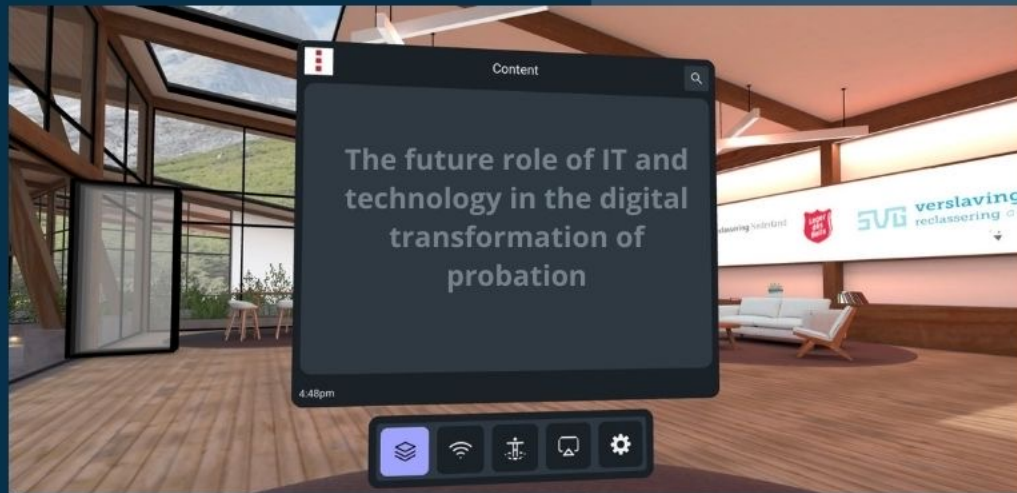 Content
The future role of IT and
technology in the digital
transformation of
probation
4:48pm
Nederland
Leger
des
Heils
SVG
verslaving
reclassering